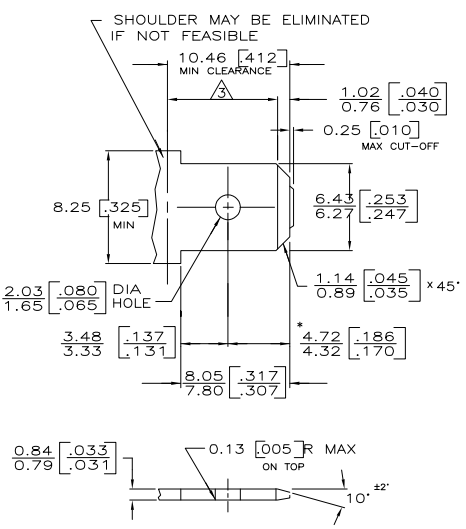 SHOULDER MAY BE ELIMINATED
IF NOT FEASIBLE
10.46 [.412]
MIN CLEARANCE
3
1.02 [.040]
0.76 [.030]
0.25 [.010]
MAX CUT-OFF
8.25 [.325]
MIN
6.43 [.253]
6.27 [.247]
2.03 [.080] DIA
1.65 [.065] HOLE
1.14 [.045] x 45°
0.89 [.035]
3.48 [.137]
3.33 [.131]
* 4.72 [.186]
4.32 [.170]
8.05 [.317]
7.80 [.307]
0.84 [.033]
0.79 [.031]
0.13 [.005] R MAX
ON TOP
10° ±2°